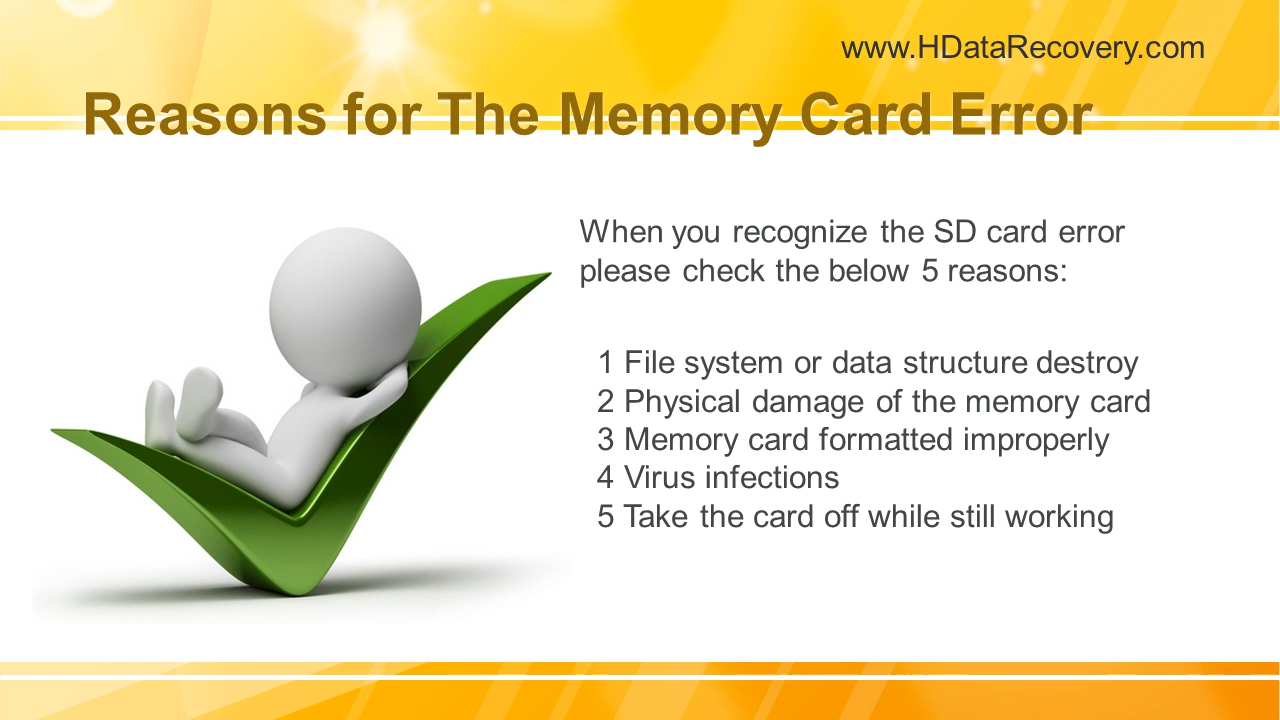 www.HDataRecovery.com
Reasons for The Memory Card Error
When you recognize the SD card error
please check the below 5 reasons:
1 File system or data structure destroy
2 Physical damage of the memory card
3 Memory card formatted improperly
4 Virus infections
5 Take the card off while still working